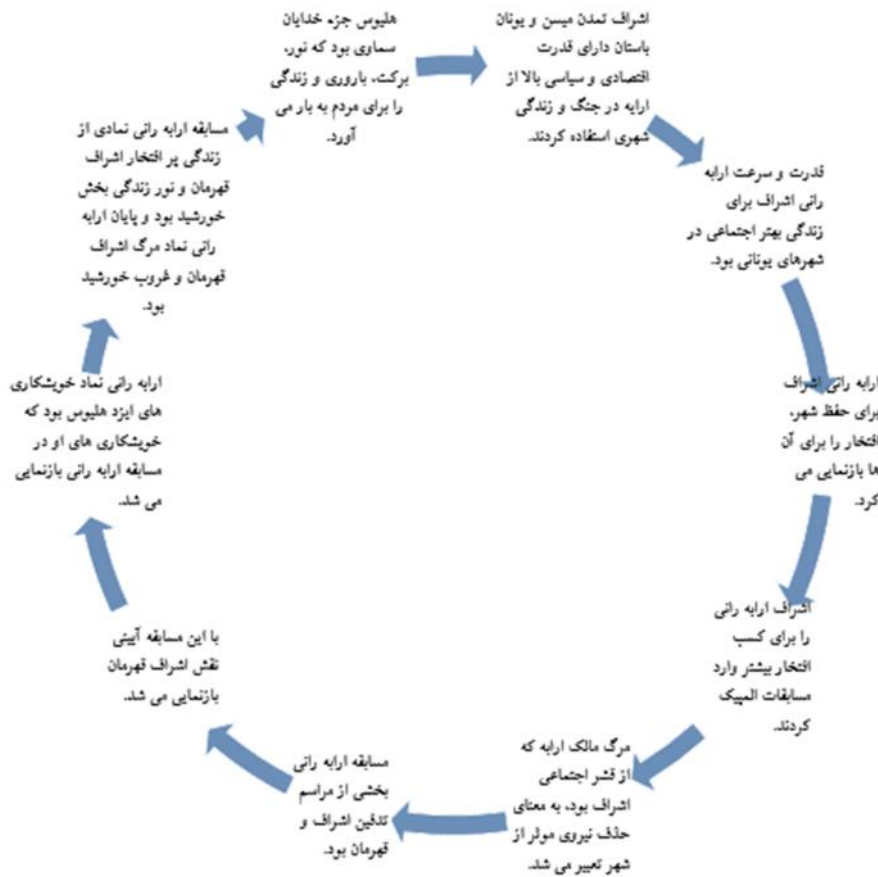 اشراف تمدن میسن و یونان
باستان دارای قدرت
اقتصادی و سیاسی بالا از
ارابه در جنگ و زندگی
شهری استفاده کردند.
قدرت و سرعت ارابه
رانی اشراف برای
زندگی بهتر اجتماعی در
شهرهای یونانی بود.
ارابه رانی اشراف
برای حفظ شهر،
افتخار را برای آن
ها بازنمایی می
کرد.
اشراف ارابه رانی
را برای کسب
افتخار بیشتر وارد
مسابقات المپیک
کردند.
مرگ مالک ارابه که
از قشر اجتماعی
اشراف بود، به معنای
حذف نیروی موثر از
شهر تعبیر می شد.
مسابقه ارابه رانی
بخشی از مراسم
تدفین اشراف و
قهرمان بود.
با این مسابقه آیینی
نقش اشراف قهرمان
بازنمایی می شد.
ارابه رانی نماد خویشکاری
های ایزد هلیوس بود که
خویشکاری های او در
مسابقه ارابه رانی بازنمایی
می شد.
مسابقه ارابه رانی نمادی از
زندگی پر افتخار اشراف
قهرمان و نور زندگی بخش
خورشید بود و پایان ارابه
رانی نماد مرگ اشراف
قهرمان و غروب خورشید
بود.
هلیوس جزء خدایان
سماوی بود که نور،
برکت، باروری و زندگی
را برای مردم به بار می
آورد.